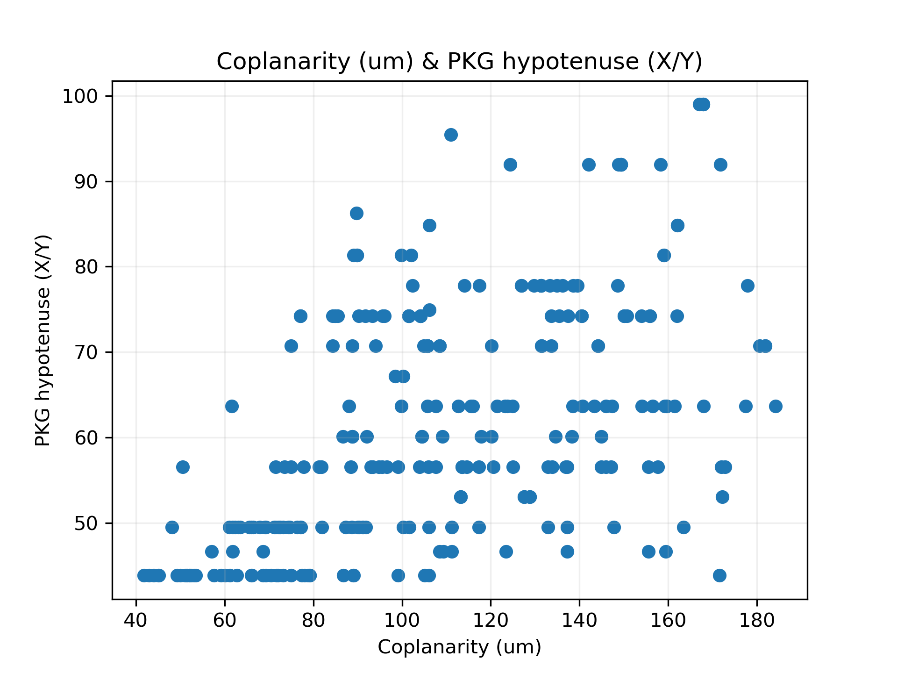 Coplanarity (um) & PKG hypotenuse (X/Y)
100
90
80
70
60
50
PKG hypotenuse (X/Y)
40 60 80 100 120 140 160 180
Coplanarity (um)